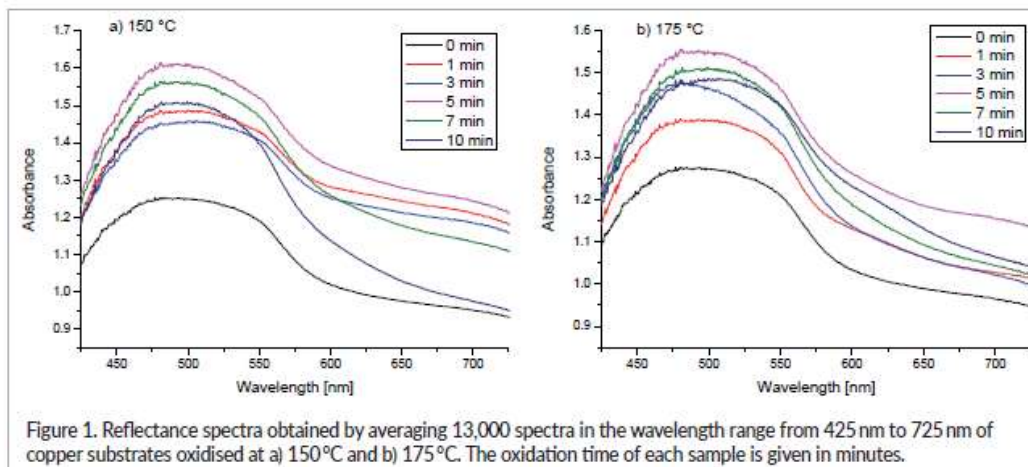 a) 150 °C
0 min
1 min
3 min
5 min
7 min
10 min
1.7
1.6
1.5
1.4
1.3
1.2
1.1
1.0
0.9
Absorbance
450
500
550
600
650
700
Wavelength [nm]
b) 175 °C
0 min
1 min
3 min
5 min
7 min
10 min
1.6
1.5
1.4
1.3
1.2
1.1
1.0
0.9
Absorbance
450
500
550
600
650
700
Wavelength [nm]
Figure 1. Reflectance spectra obtained by averaging 13,000 spectra in the wavelength range from 425 nm to 725 nm of
copper substrates oxidised at a) 150 °C and b) 175 °C. The oxidation time of each sample is given in minutes.